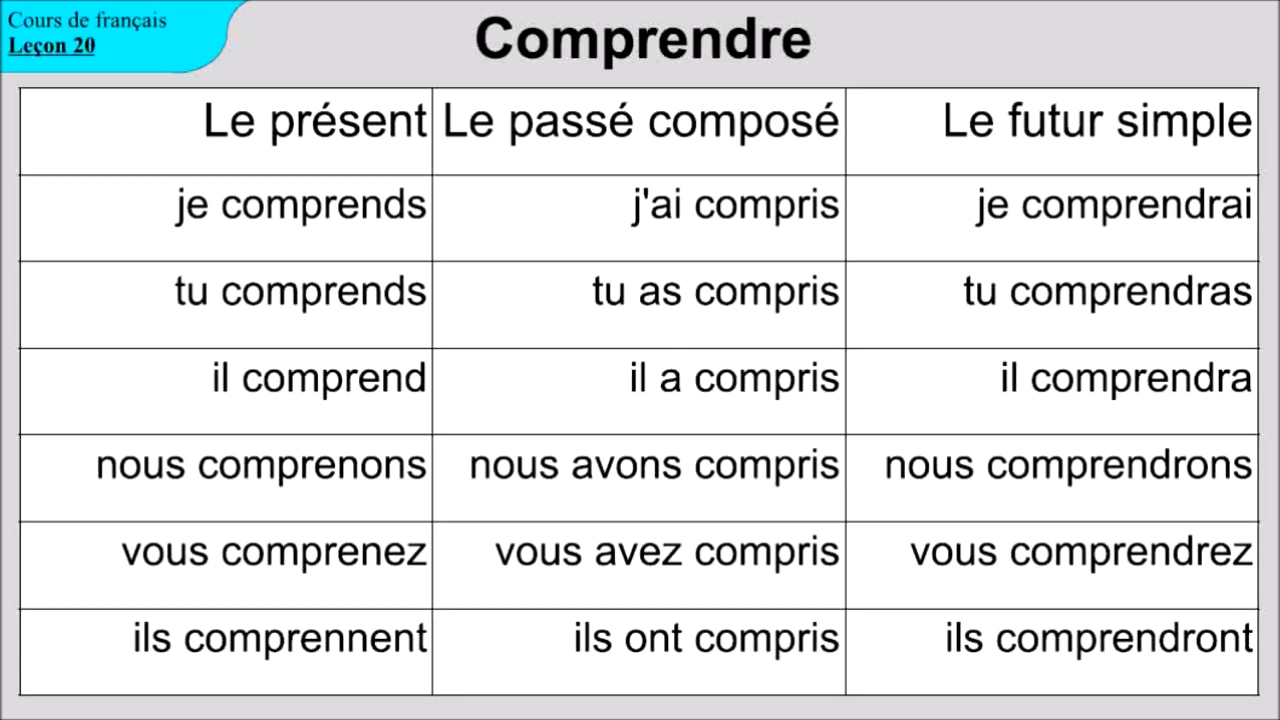 Cours de français
Leçon 20
Comprendre
Le présent Le passé composé Le futur simple
je comprends j'ai compris je comprendrai
tu comprends tu as compris tu comprendras
il comprend il a compris il comprendra
nous comprenons nous avons compris nous comprendrons
vous comprenez vous avez compris vous comprendrez
ils comprennent ils ont compris ils comprendront